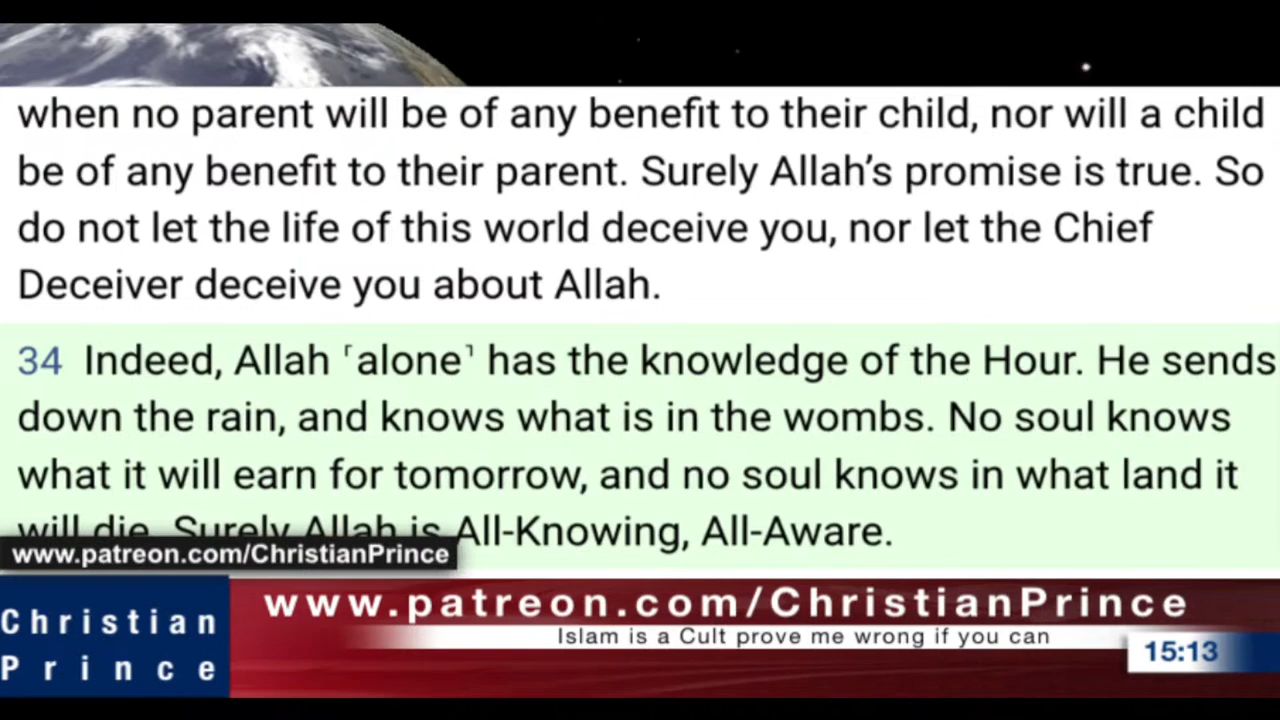 when no parent will be of any benefit to their child, nor will a child
be of any benefit to their parent. Surely Allah’s promise is true. So
do not let the life of this world deceive you, nor let the Chief
Deceiver deceive you about Allah.
34 Indeed, Allah ˹alone˺ has the knowledge of the Hour. He sends
down the rain, and knows what is in the wombs. No soul knows
what it will earn for tomorrow, and no soul knows in what land it
will die. Surely Allah is All-Knowing, All-Aware.
www.patreon.com/ChristianPrince
Christian
Prince
www.patreon.com/ChristianPrince
Islam is a Cult prove me wrong if you can
15:13